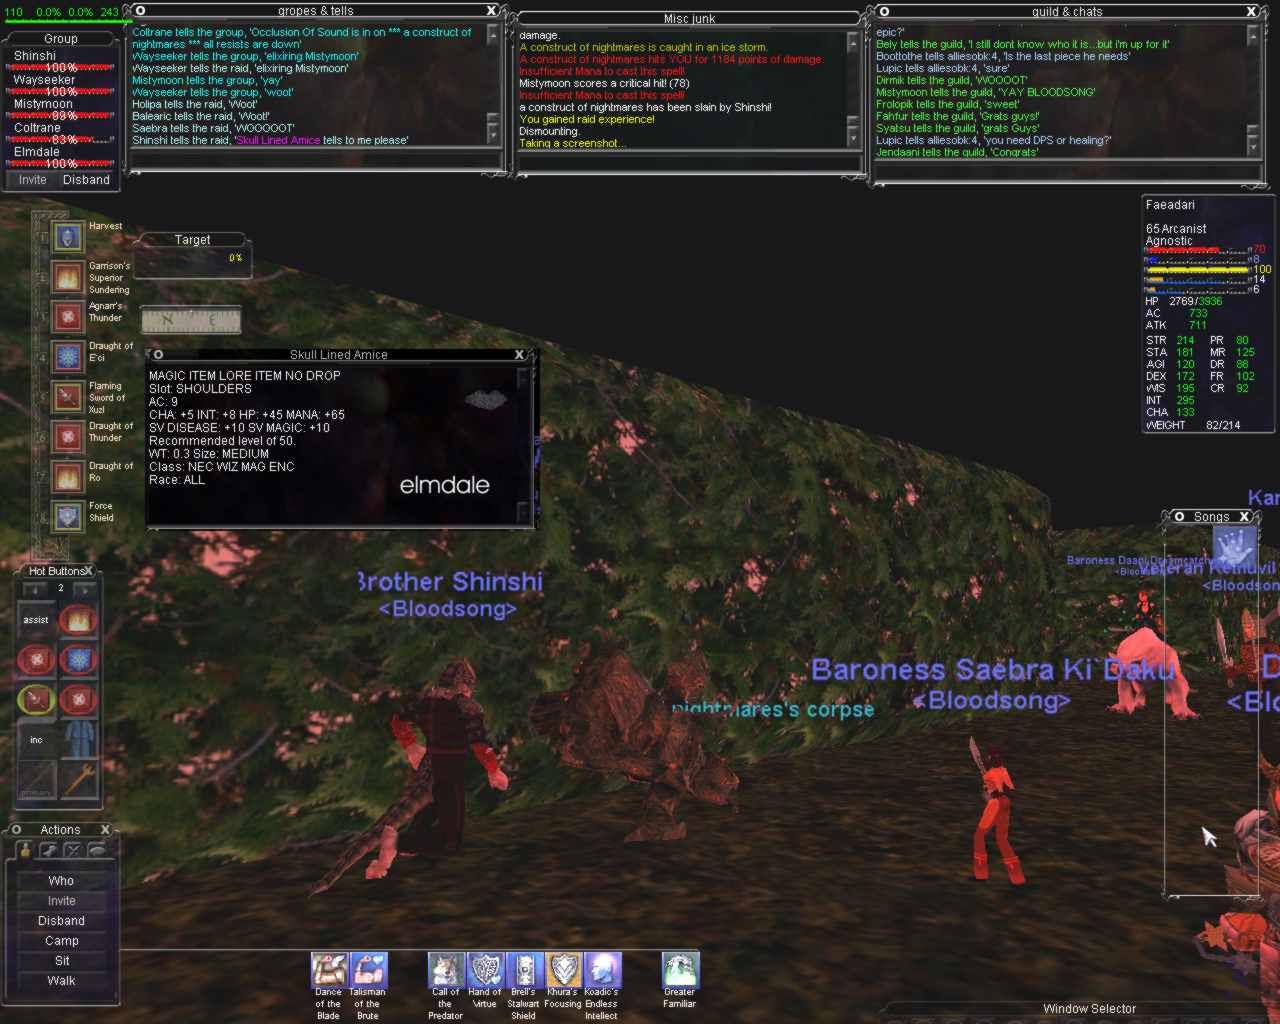 110 0.0% 0.0% 243
gropes & tells
Coltrane tells the group, 'Occlusion Of Sound is in on *** a construct of
nightmares *** all resists are down'
Wayseeker tells the group, 'elixiring Mistymoon'
Wayseeker tells the raid, 'elixiring Mistymoon'
Mistymoon tells the group, 'yay'
Wayseeker tells the group, 'woot'
Holipa tells the raid, 'Woot'
Balearic tells the raid, 'Woot!'
Saebra tells the raid, 'WOOOOOT'
Shinshi tells the raid, 'Skull Lined Amice tells to me please'
Misc junk
damage.
A construct of nightmares is caught in an ice storm.
A construct of nightmares hits YOU for 1184 points of damage.
Insufficient Mana to cast this spell!
Mistymoon scores a critical hit! (78)
Insufficient Mana to cast this spell!
a construct of nightmares has been slain by Shinshi!
You gained raid experience!
Dismounting.
Taking a screenshot...
guild & chats
epic?'
Bely tells the guild, 'I still dont know who it is...but i'm up for it'
Boottothe tells alliesobk:4, 'Is the last piece he needs'
Lupic tells alliesobk:4, 'sure'
Dirmik tells the guild, 'WOOOOT'
Mistymoon tells the guild, 'YAY BLOODSONG'
Frolopik tells the guild, 'sweet'
Fahfur tells the guild, 'Grats guys!'
Syatsu tells the guild, 'grats Guys'
Lupic tells alliesobk:4, 'you need DPS or healing?'
Jendaani tells the guild, 'Congrats'
Group
Shinshi
100%
Wayseeker
100%
Mistymoon
99%
Coltrane
83%
Elmdale
100%
Invite Disband
Harvest
Garrison's
Superior
Sundering
Agnarr's
Thunder
Draught of
E'ci
Flaming
Sword of
Xuzl
Draught of
Thunder
Draught of
Ro
Force
Shield
Target
0%
Faeadari
65 Arcanist
Agnostic
70
8
100
14
6
HP 2769/3936
AC 733
ATK 711
STR 214 PR 80
STA 181 MR 125
AGI 120 DR 86
DEX 172 FR 102
WIS 195 CR 92
INT 295
CHA 133
WEIGHT 82/214
Skull Lined Amice
MAGIC ITEM LORE ITEM NO DROP
Slot: SHOULDERS
AC: 9
CHA: +5 INT: +8 HP: +45 MANA: +65
SV DISEASE: +10 SV MAGIC: +10
Recommended level of 50.
WT: 0.3 Size: MEDIUM
Class: NEC WIZ MAG ENC
Race: ALL
elmdale
Songs
Brother Shinshi
<Bloodsong>
Baroness Saebra Ki`Daku
<Bloodsong>
nightmares's corpse
Hot Buttons
2
assist
inc
primary
Actions
Who
Invite
Disband
Camp
Sit
Walk
Dance
of the
Blade
Talisman
of the
Brute
Call of
the
Predator
Hand of
Virtue
Brell's
Stalwart
Shield
Khura's
Focusing
Koadic's
Endless
Intellect
Greater
Familiar
Window Selector